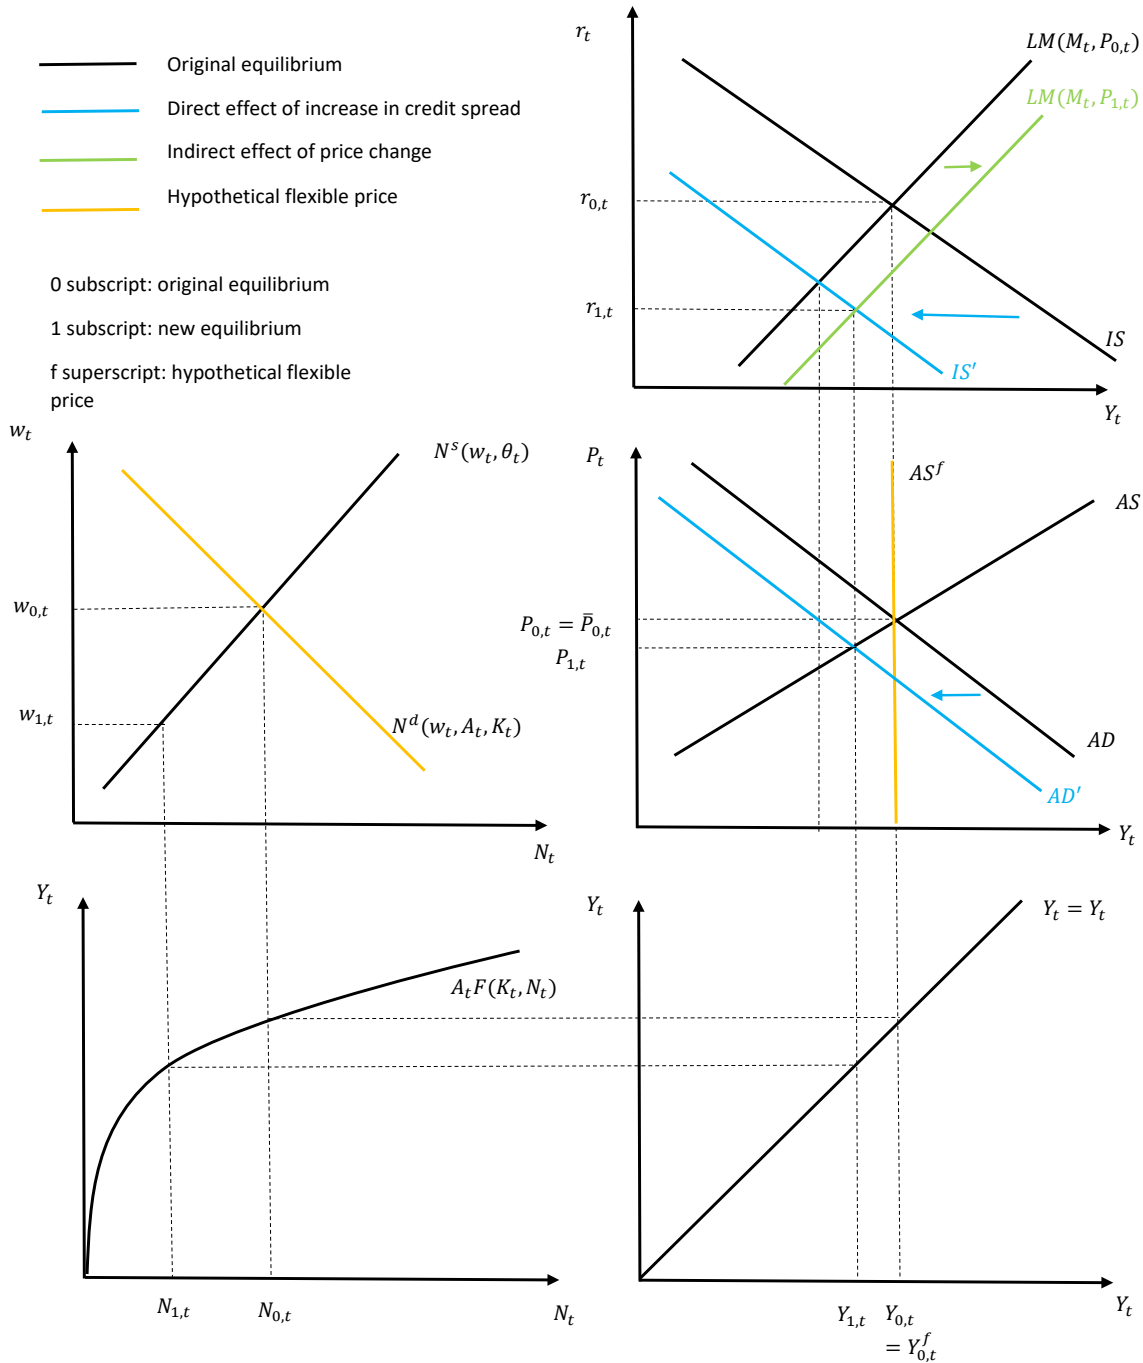 Original equilibrium
Direct effect of increase in credit spread
Indirect effect of price change
Hypothetical flexible price
0 subscript: original equilibrium
1 subscript: new equilibrium
f superscript: hypothetical flexible
price
r_t
LM(M_t, P_{0,t})
LM(M_t, P_{1,t})
r_{0,t}
r_{1,t}
IS
IS′
Y_t
w_t
N^s(w_t, θ_t)
w_{0,t}
w_{1,t}
N^d(w_t, A_t, K_t)
N_t
P_t
AS^f
AS
P_{0,t} = P̄_{0,t}
P_{1,t}
AD
AD′
Y_t
Y_t
A_tF(K_t, N_t)
N_{1,t}
N_{0,t}
N_t
Y_t
Y_t = Y_t
Y_{1,t}
Y_{0,t}
= Y^f_{0,t}
Y_t